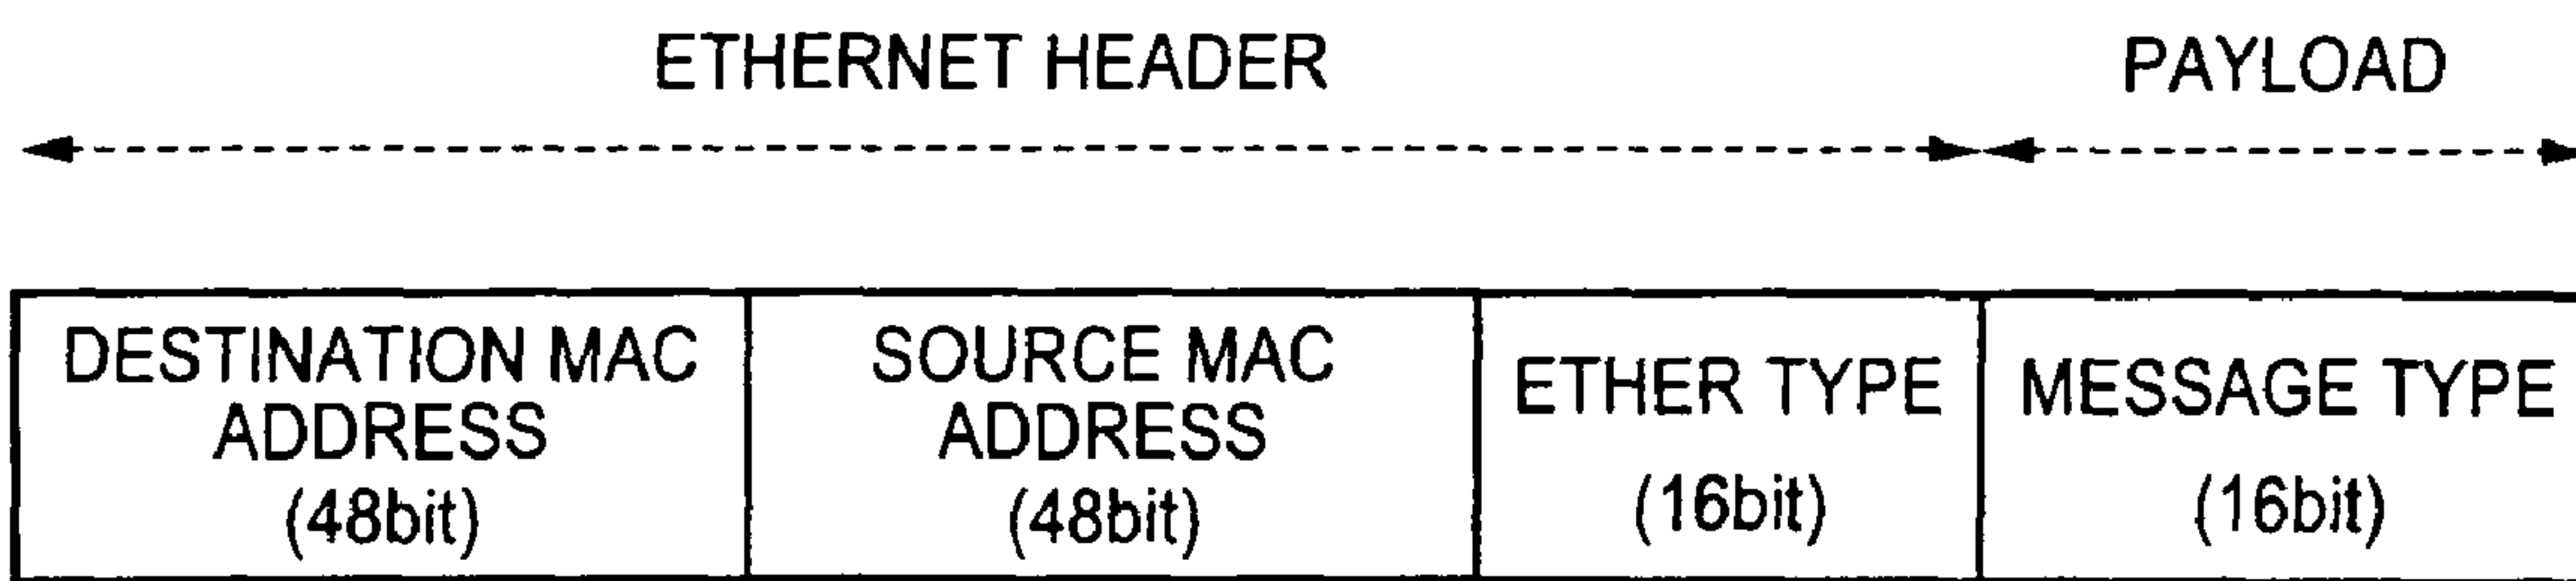 ETHERNET HEADER
PAYLOAD
DESTINATION MAC
ADDRESS
(48bit)
SOURCE MAC
ADDRESS
(48bit)
ETHER TYPE
(16bit)
MESSAGE TYPE
(16bit)